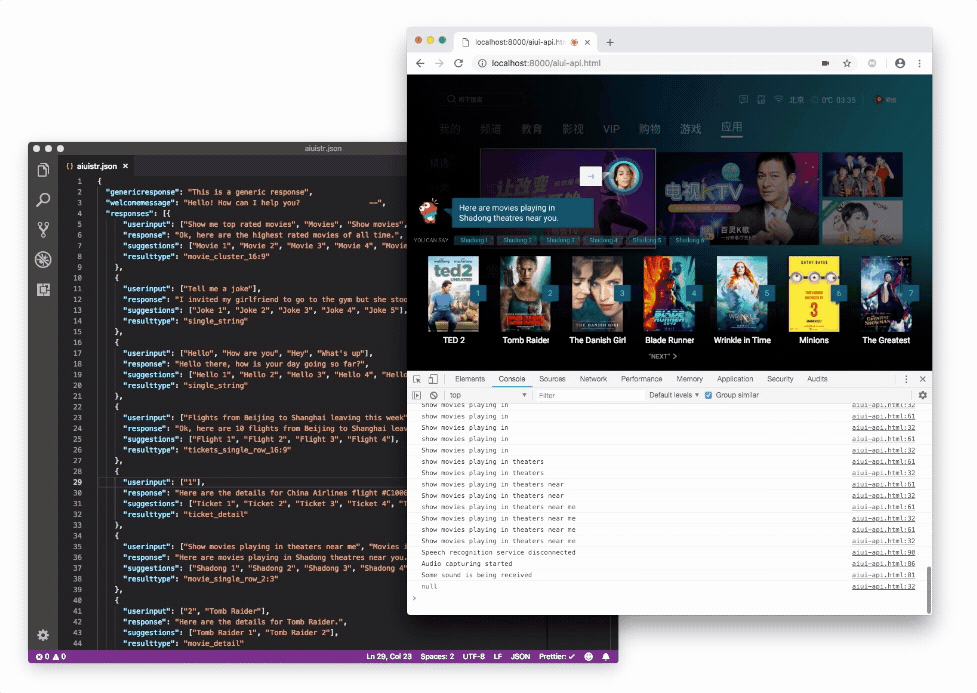 aiuistr.json
{} aiuistr.json ×
1 {
2 "genericresponse": "This is a generic response",
3 "welcomemessage": "Hello! How can I help you? ~~",
4 "responses": [{
5 "userinput": ["Show me top rated movies", "Movies", "Show movies",
6 "response": "Ok, here are the highest rated movies of all time.",
7 "suggestions": ["Movie 1", "Movie 2", "Movie 3", "Movie 4", "Movie
8 "resulttype": "movie_cluster_16:9"
9 },
10 {
11 "userinput": ["Tell me a joke"],
12 "response": "I invited my girlfriend to go to the gym but she stoo
13 "suggestions": ["Joke 1", "Joke 2", "Joke 3", "Joke 4", "Joke 5"],
14 "resulttype": "single_string"
15 },
16 {
17 "userinput": ["Hello", "How are you", "Hey", "What's up"],
18 "response": "Hello there, how is your day going so far?",
19 "suggestions": ["Hello 1", "Hello 2", "Hello 3", "Hello 4", "Hello
20 "resulttype": "single_string"
21 },
22 {
23 "userinput": ["Flights from Beijing to Shanghai leaving this week"
24 "response": "Ok, here are 10 flights from Beijing to Shanghai leav
25 "suggestions": ["Flight 1", "Flight 2", "Flight 3", "Flight 4"],
26 "resulttype": "tickets_single_row_16:9"
27 },
28 {
29 "userinput": ["1"],
30 "response": "Here are the details for China Airlines flight #C1006
31 "suggestions": ["Ticket 1", "Ticket 2", "Ticket 3", "Ticket 4", "T
32 "resulttype": "ticket_detail"
33 },
34 {
35 "userinput": ["Show movies playing in theaters near me", "Movies i
36 "response": "Here are movies playing in Shadong theatres near you.
37 "suggestions": ["Shadong 1", "Shadong 2", "Shadong 3", "Shadong 4"
38 "resulttype": "movie_single_row_2:3"
39 },
40 {
41 "userinput": ["2", "Tomb Raider"],
42 "response": "Here are the details for Tomb Raider.",
43 "suggestions": ["Tomb Raider 1", "Tomb Raider 2"],
44 "resulttype": "movie_detail"
0 0 Ln 29, Col 23 Spaces: 2 UTF-8 LF JSON Prettier: ✓
localhost:8000/aiui-api.htm × +
localhost:8000/aiui-api.html
北京 0℃ 03:35
我的 频道 教育 影视 VIP 购物 游戏 应用
让改变
电视KTV
百灵K歌
Here are movies playing in
Shadong theatres near you.
YOU CAN SAY Shadong 1 Shadong 2 Shadong 3 Shadong 4 Shadong 5 Shadong 6
ted2
TOMB RAIDER
THE DANISH GIRL
BLADE RUNNER
1 2 3 4 5 6 7
TED 2 Tomb Raider The Danish Girl Blade Runner Wrinkle in Time Minions The Greatest
"NEXT" >
Elements Console Sources Network Performance Memory Application Security Audits
top Filter Default levels ▼ Group similar
Show movies playing in aiui-api.html:32
show movies playing in aiui-api.html:61
Show movies playing in aiui-api.html:32
show movies playing in aiui-api.html:61
Show movies playing in aiui-api.html:32
show movies playing in theaters aiui-api.html:61
Show movies playing in theaters aiui-api.html:32
show movies playing in theaters near aiui-api.html:61
Show movies playing in theaters near aiui-api.html:32
show movies playing in theaters near me aiui-api.html:61
Show movies playing in theaters near me aiui-api.html:32
show movies playing in theaters near me aiui-api.html:61
Show movies playing in theaters near me aiui-api.html:32
Speech recognition service disconnected aiui-api.html:90
Audio capturing started aiui-api.html:86
Some sound is being received aiui-api.html:81
null aiui-api.html:32
>